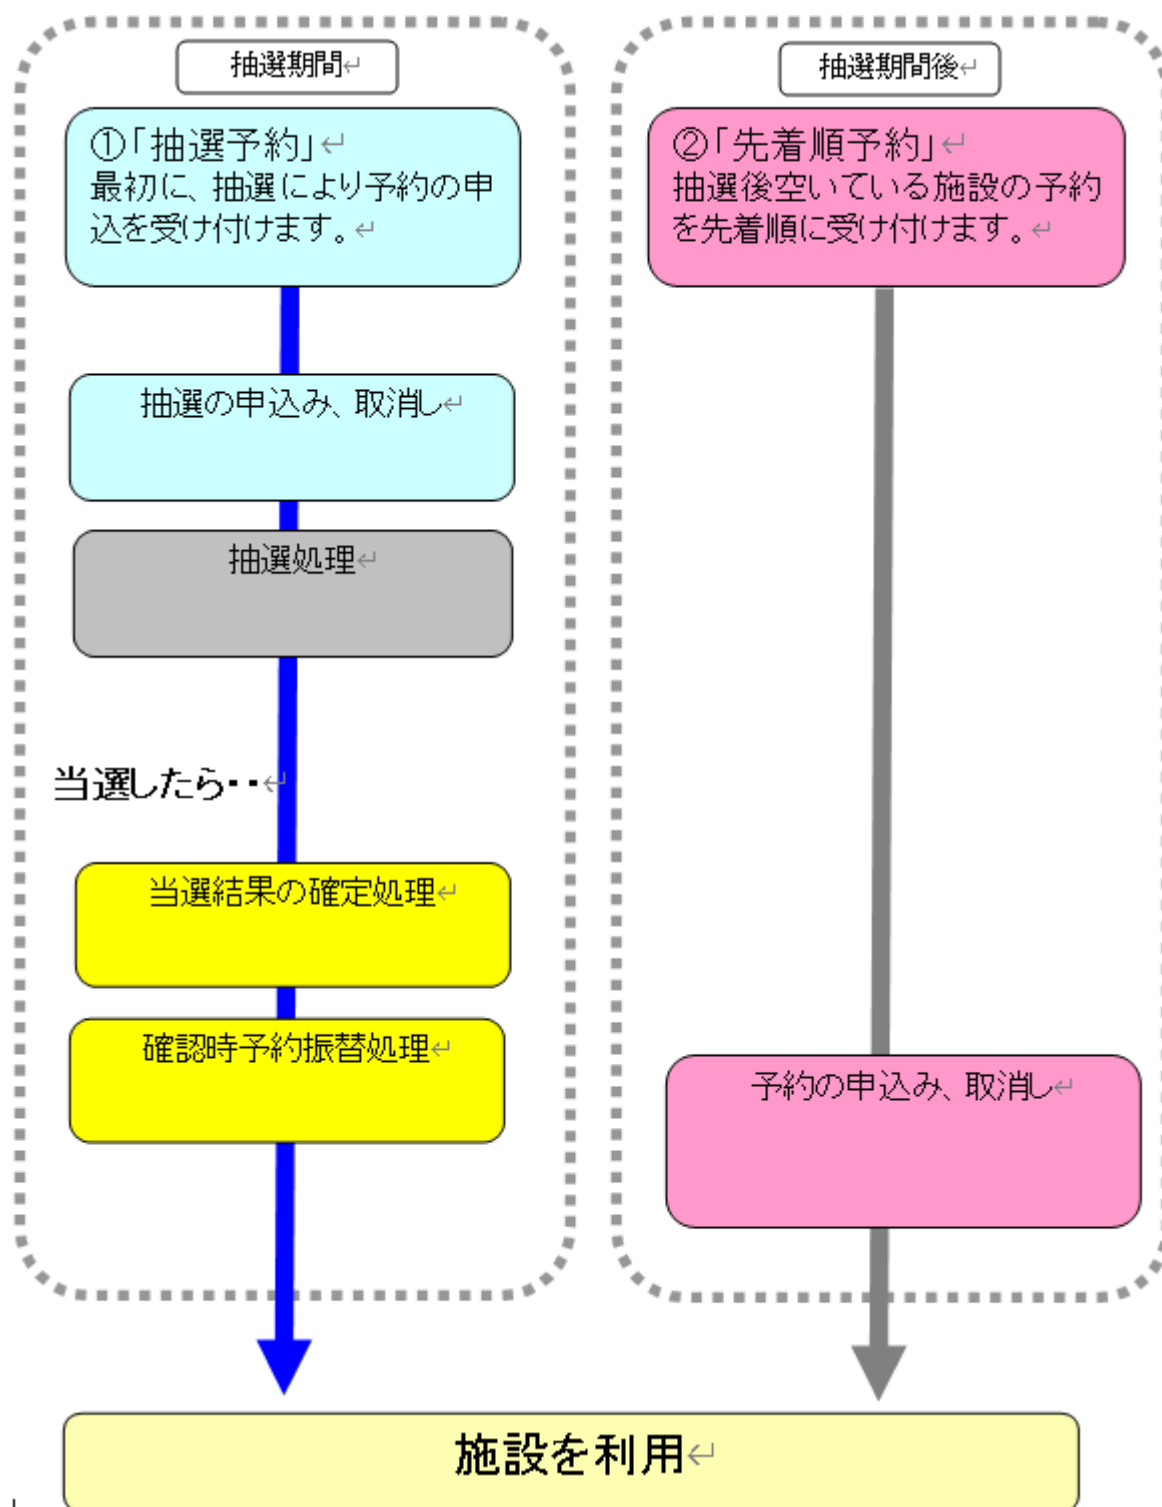 抽選期間
①「抽選予約」
最初に、抽選により予約の申
込を受け付けます。
抽選の申込み、取消し
抽選処理
当選したら・・
当選結果の確定処理
確認時予約振替処理
抽選期間後
②「先着順予約」
抽選後空いている施設の予約
を先着順に受け付けます。
予約の申込み、取消し
施設を利用